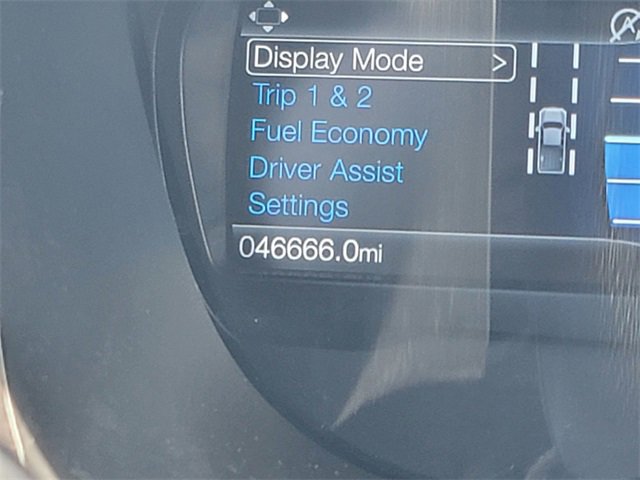 Display Mode >
Trip 1 & 2
Fuel Economy
Driver Assist
Settings
046666.0mi